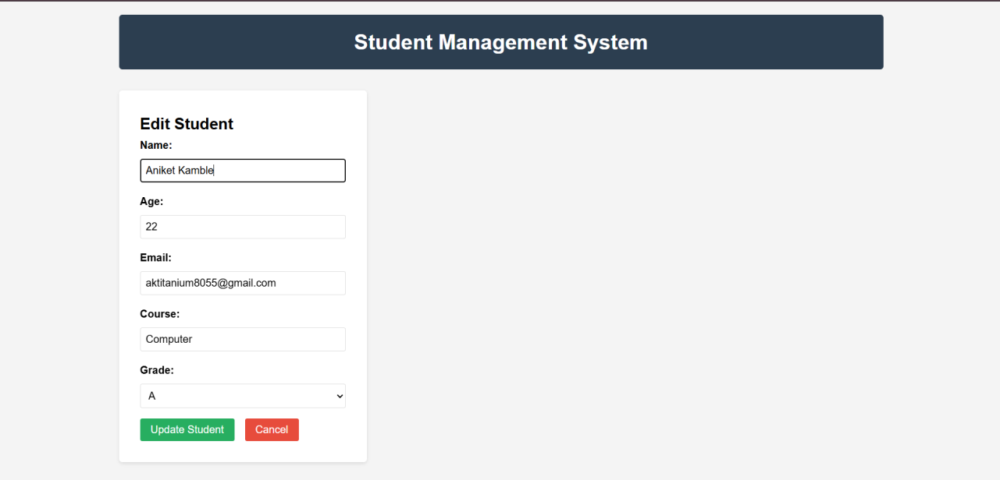 Student Management System
Edit Student
Name:
Aniket Kamble
Age:
22
Email:
aktitanium8055@gmail.com
Course:
Computer
Grade:
A
Update Student Cancel